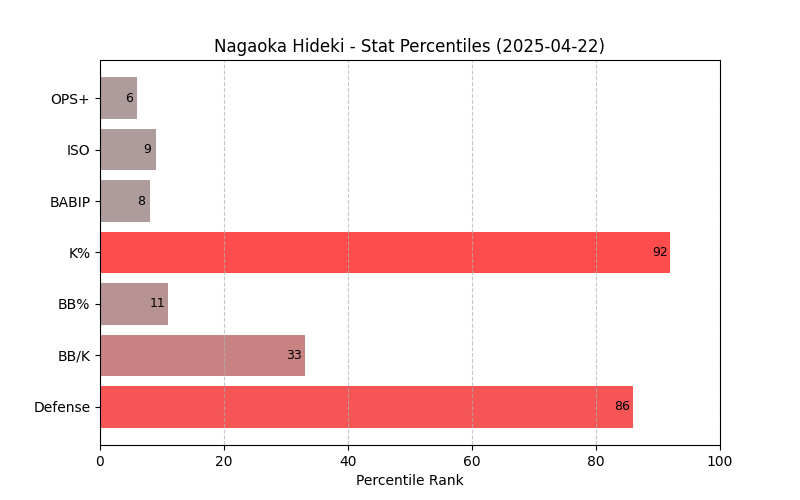 Nagaoka Hideki - Stat Percentiles (2025-04-22)
OPS+
6
ISO
9
BABIP
8
K%
92
BB%
11
BB/K
33
Defense
86
0 20 40 60 80 100
Percentile Rank